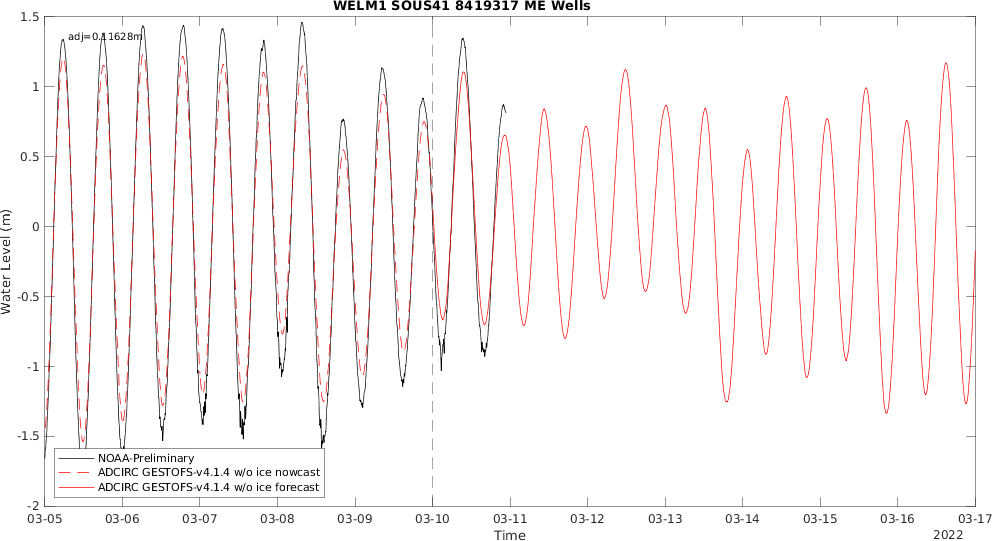 WELM1 SOUS41 8419317 ME Wells
adj=0.11628m
Water Level (m)
1.5
1
0.5
0
-0.5
-1
-1.5
-2
NOAA-Preliminary
ADCIRC GESTOFS-v4.1.4 w/o ice nowcast
ADCIRC GESTOFS-v4.1.4 w/o ice forecast
03-05 03-06 03-07 03-08 03-09 03-10 03-11 03-12 03-13 03-14 03-15 03-16 03-17
Time
2022